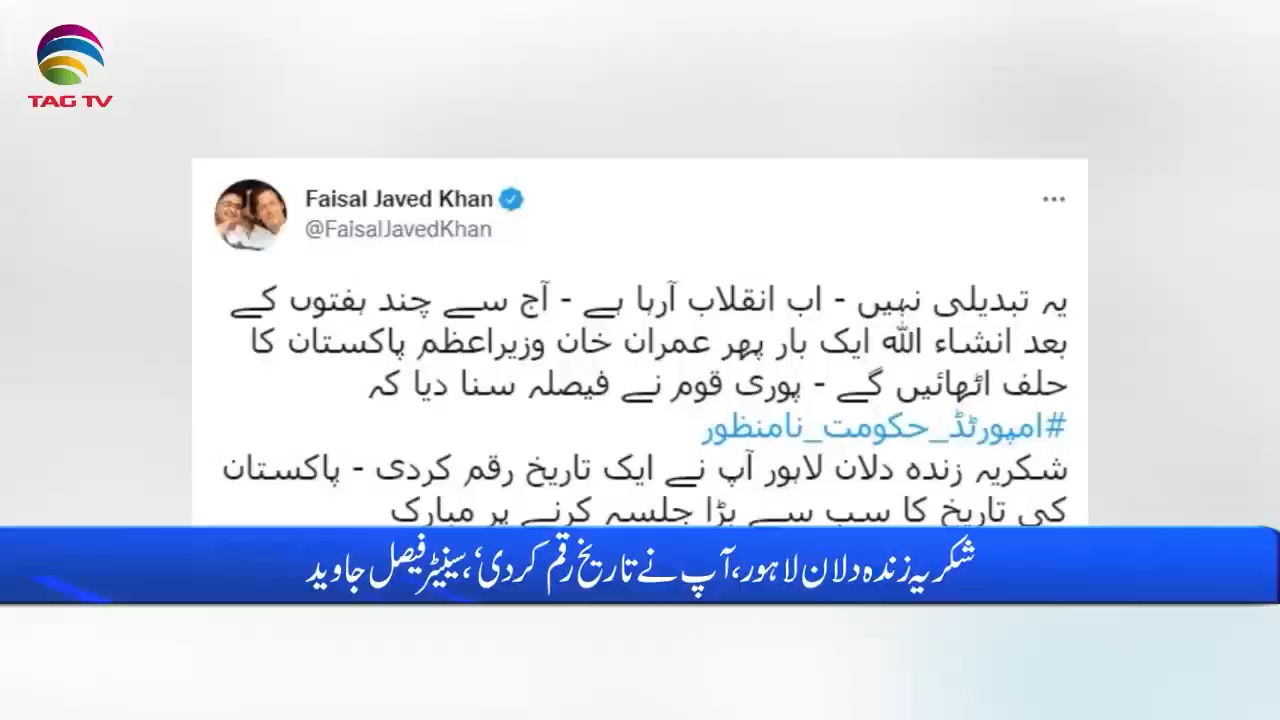 TAG TV
Faisal Javed Khan
@FaisalJavedKhan
یہ تبدیلی نہیں - اب انقلاب آرہا ہے - آج سے چند ہفتوں کے
بعد انشاء اللہ ایک بار پھر عمران خان وزیراعظم پاکستان کا
حلف اٹھائیں گے - پوری قوم نے فیصلہ سنا دیا کہ
#امپورٹڈ_حکومت_نامنظور
شکریہ زندہ دلان لاہور آپ نے ایک تاریخ رقم کردی - پاکستان
کی تاریخ کا سب سے بڑا جلسہ کرنے پر مبارک
شکریہ زندہ دلان لاہور، آپ نے تاریخ رقم کردی‘، سینیٹر فیصل جاوید